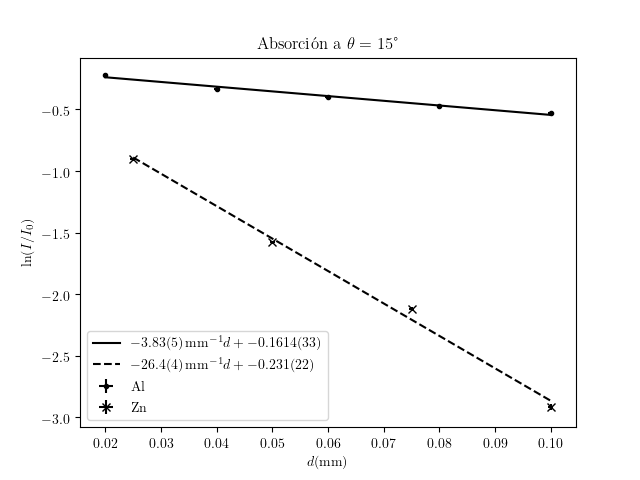 Absorción a θ = 15°
ln(I/I₀)
−0.5
−1.0
−1.5
−2.0
−2.5
−3.0
−3.83(5) mm⁻¹d + −0.1614(33)
−26.4(4) mm⁻¹d + −0.231(22)
Al
Zn
0.02 0.03 0.04 0.05 0.06 0.07 0.08 0.09 0.10
d(mm)